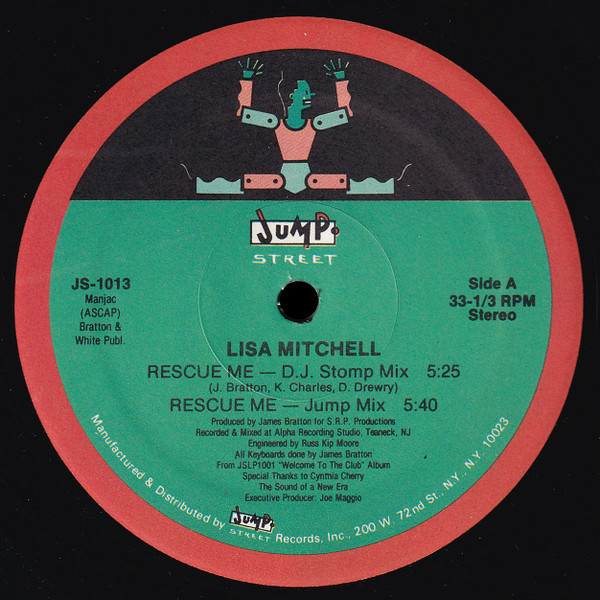 JUMP.
STREET
JS-1013
Manjac
(ASCAP)
Bratton &
White Publ.
Side A
33-1/3 RPM
Stereo
LISA MITCHELL
RESCUE ME — D.J. Stomp Mix 5:25
(J. Bratton, K. Charles, D. Drewry)
RESCUE ME — Jump Mix 5:40
Produced by James Bratton for S.R.P. Productions
Recorded & Mixed at Alpha Recording Studio, Teaneck, NJ
Engineered by Russ Kip Moore
All Keyboards done by James Bratton
From JSLP1001 "Welcome To The Club" Album
Special Thanks to Cynthia Cherry
The Sound of a New Era
Executive Producer: Joe Maggio
Manufactured & Distributed by JUMP. STREET Records, Inc., 200 W. 72nd St., N.Y., N.Y. 10023